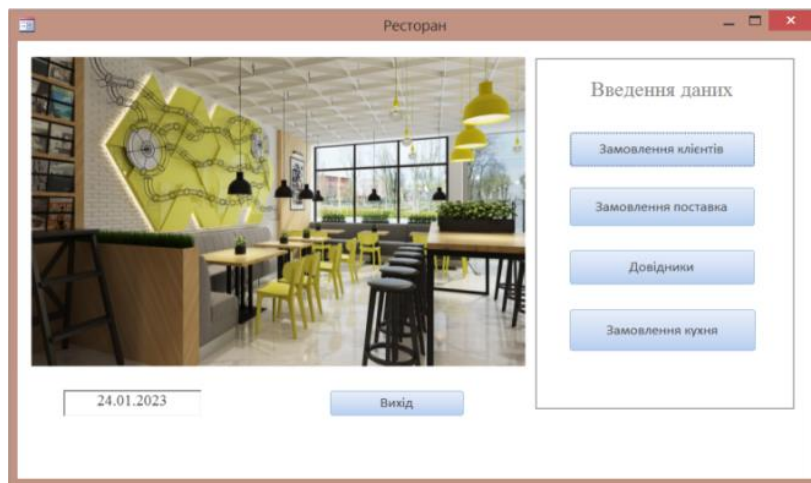 Ресторан
Введення даних
Замовлення клієнтів
Замовлення поставка
Довідники
Замовлення кухня
24.01.2023
Вихід